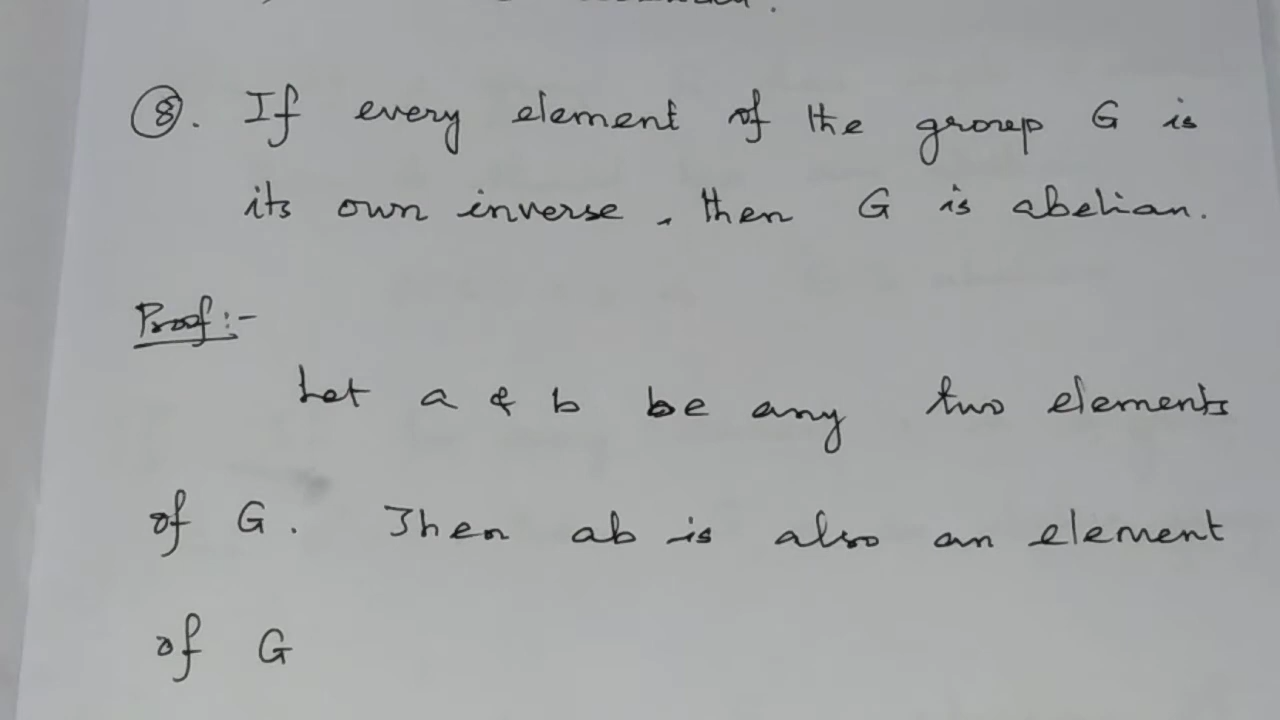 ⑧. If every element of the group G is
its own inverse, then G is abelian.
Proof:-
Let a & b be any two elements
of G. Then ab is also an element
of G